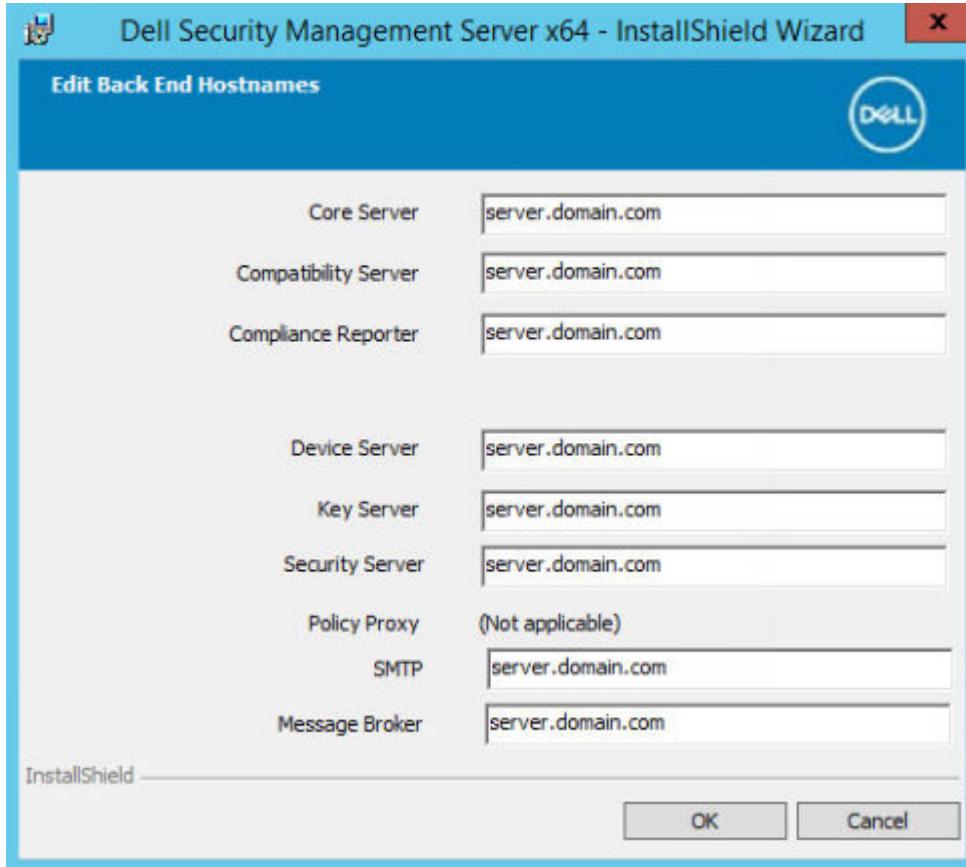 Dell Security Management Server x64 - InstallShield Wizard
x
Edit Back End Hostnames
DELL
Core Server server.domain.com
Compatibility Server server.domain.com
Compliance Reporter server.domain.com
Device Server server.domain.com
Key Server server.domain.com
Security Server server.domain.com
Policy Proxy (Not applicable)
SMTP server.domain.com
Message Broker server.domain.com
InstallShield
OK Cancel